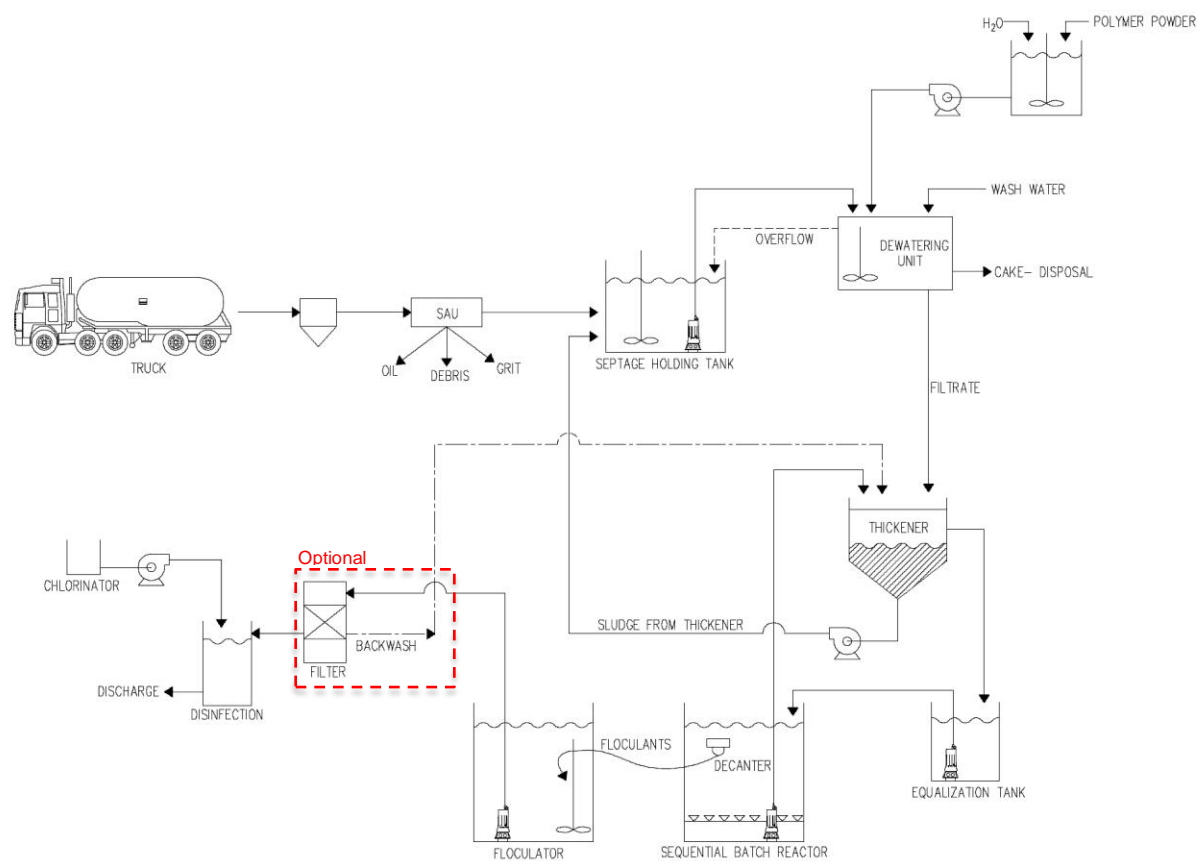 H₂O
POLYMER POWDER
WASH WATER
OVERFLOW
DEWATERING
UNIT
CAKE- DISPOSAL
SAU
TRUCK
OIL
DEBRIS
GRIT
SEPTAGE HOLDING TANK
FILTRATE
THICKENER
Optional
CHLORINATOR
SLUDGE FROM THICKENER
BACKWASH
FILTER
DISCHARGE
DISINFECTION
FLOCULANTS
DECANTER
EQUALIZATION TANK
FLOCULATOR
SEQUENTIAL BATCH REACTOR